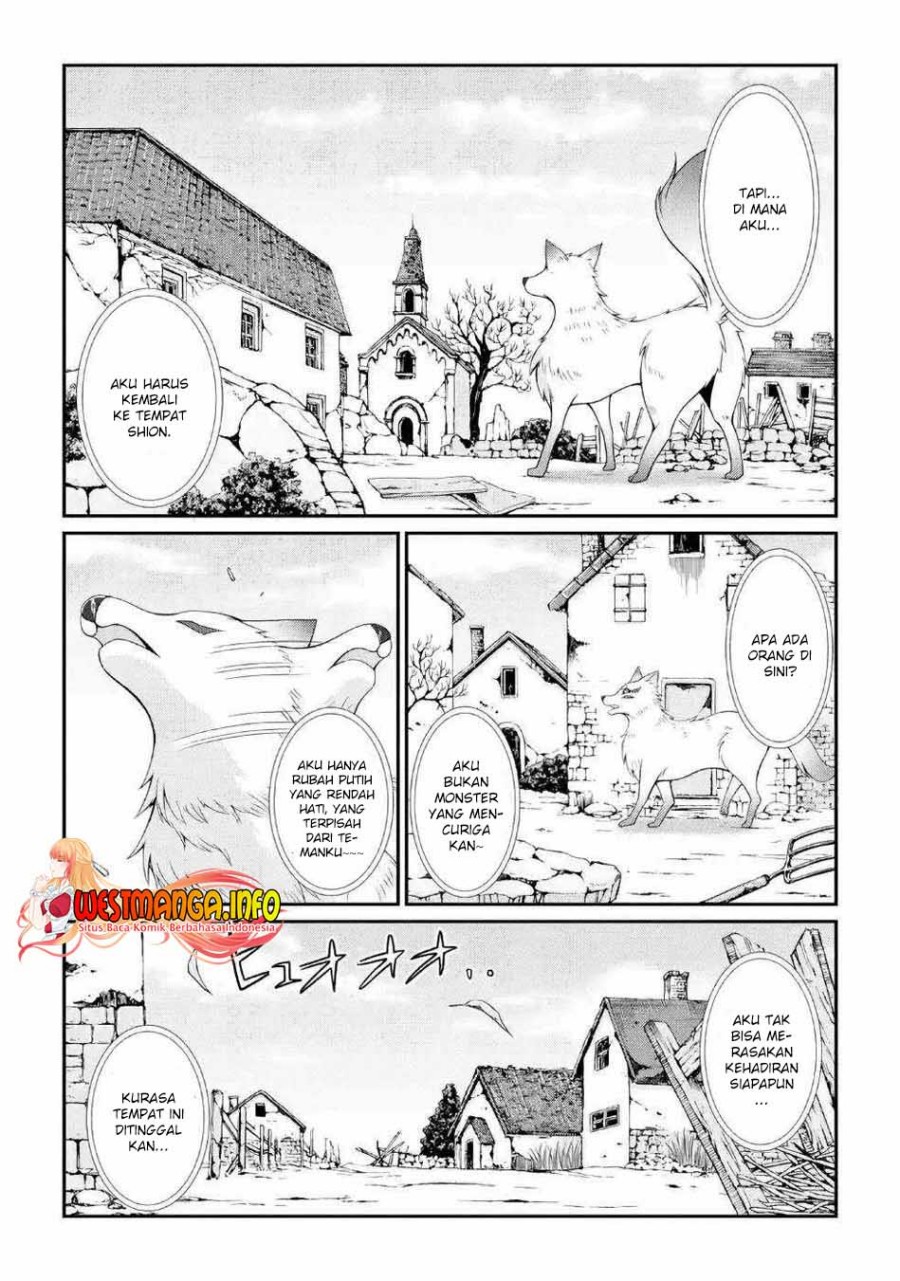 TAPI...
DI MANA
AKU...
AKU HARUS
KEMBALI
KE TEMPAT
SHION.
APA ADA
ORANG DI
SINI?
AKU
BUKAN
MONSTER
YANG MEN-
CURIGA
KAN~
AKU HANYA
RUBAH PUTIH
YANG RENDAH
HATI, YANG
TERPISAH
DARI TE-
MANKU~~~
WESTMANGA.INFO
Situs Baca Komik Berbahasa Indonesia
ヒュオオオ...
AKU TAK
BISA ME-
RASAKAN
KEHADIRAN
SIAPAPUN
...
KURASA
TEMPAT INI
DITINGGAL
KAN...